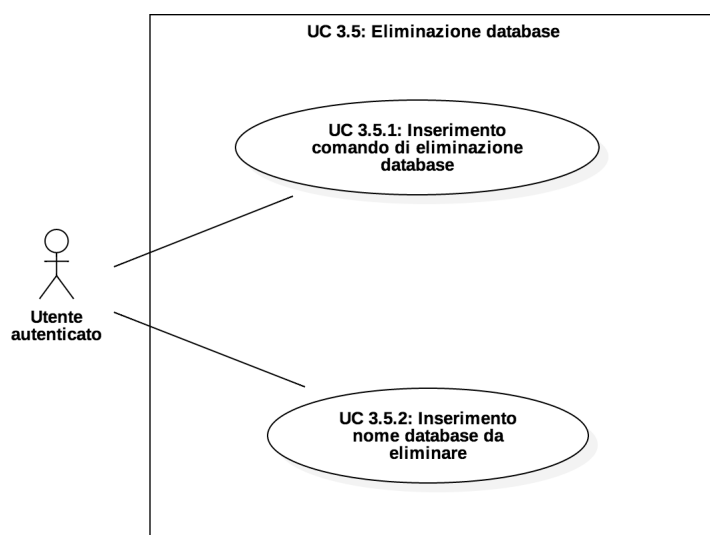 UC 3.5: Eliminazione database
UC 3.5.1: Inserimento
comando di eliminazione
database
Utente
autenticato
UC 3.5.2: Inserimento
nome database da
eliminare